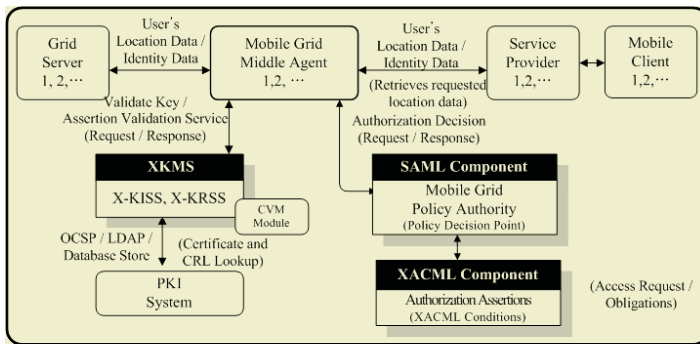 User's
Location Data /
Identity Data
User's
Location Data /
Identity Data
Grid
Server
1, 2, ⋯
Mobile Grid
Middle Agent
1,2, ⋯
Service
Provider
1,2, ⋯
Mobile
Client
1,2, ⋯
(Retrieves requested
location data)
Validate Key /
Assertion Validation Service
(Request / Response)
Authorization Decision
(Request / Response)
XKMS
X-KISS, X-KRSS
CVM
Module
SAML Component
Mobile Grid
Policy Authority
(Policy Decision Point)
OCSP / LDAP /
Database Store
(Certificate and
CRL Lookup)
PKI
System
XACML Component
Authorization Assertions
(XACML Conditions)
(Access Request /
Obligations)